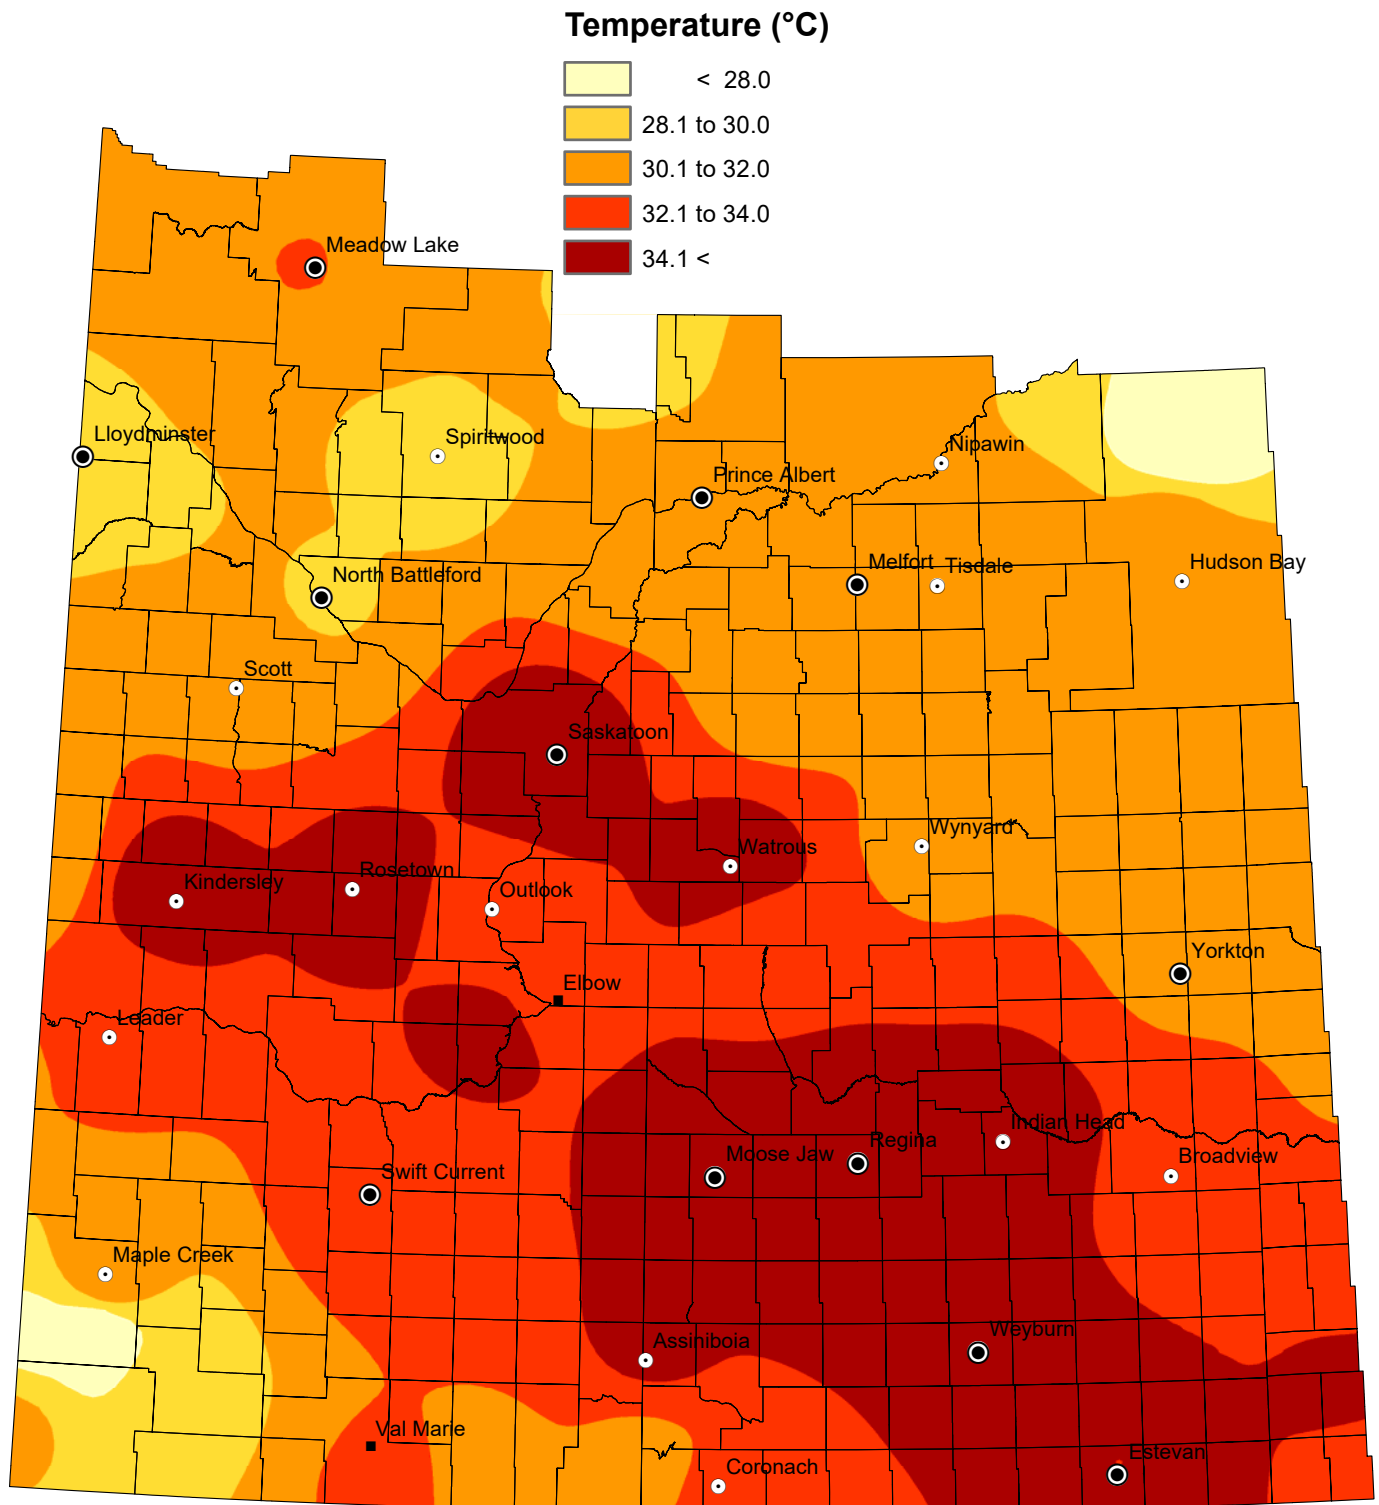 Temperature (°C)
< 28.0
28.1 to 30.0
30.1 to 32.0
32.1 to 34.0
34.1 <
Meadow Lake
Lloydminster
Spiritwood
Nipawin
Prince Albert
Melfort
Tisdale
Hudson Bay
North Battleford
Scott
Saskatoon
Wynyard
Watrous
Rosetown
Kindersley
Outlook
Yorkton
Elbow
Leader
Indian Head
Regina
Moose Jaw
Broadview
Swift Current
Maple Creek
Weyburn
Assiniboia
Val Marie
Estevan
Coronach